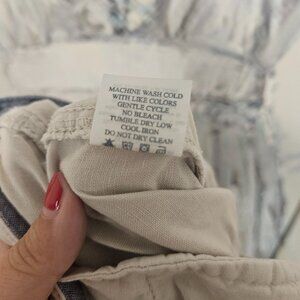 MACHINE WASH COLD
WITH LIKE COLORS
GENTLE CYCLE
NO BLEACH
TUMBLE DRY LOW
COOL IRON
DO NOT DRY CLEAN